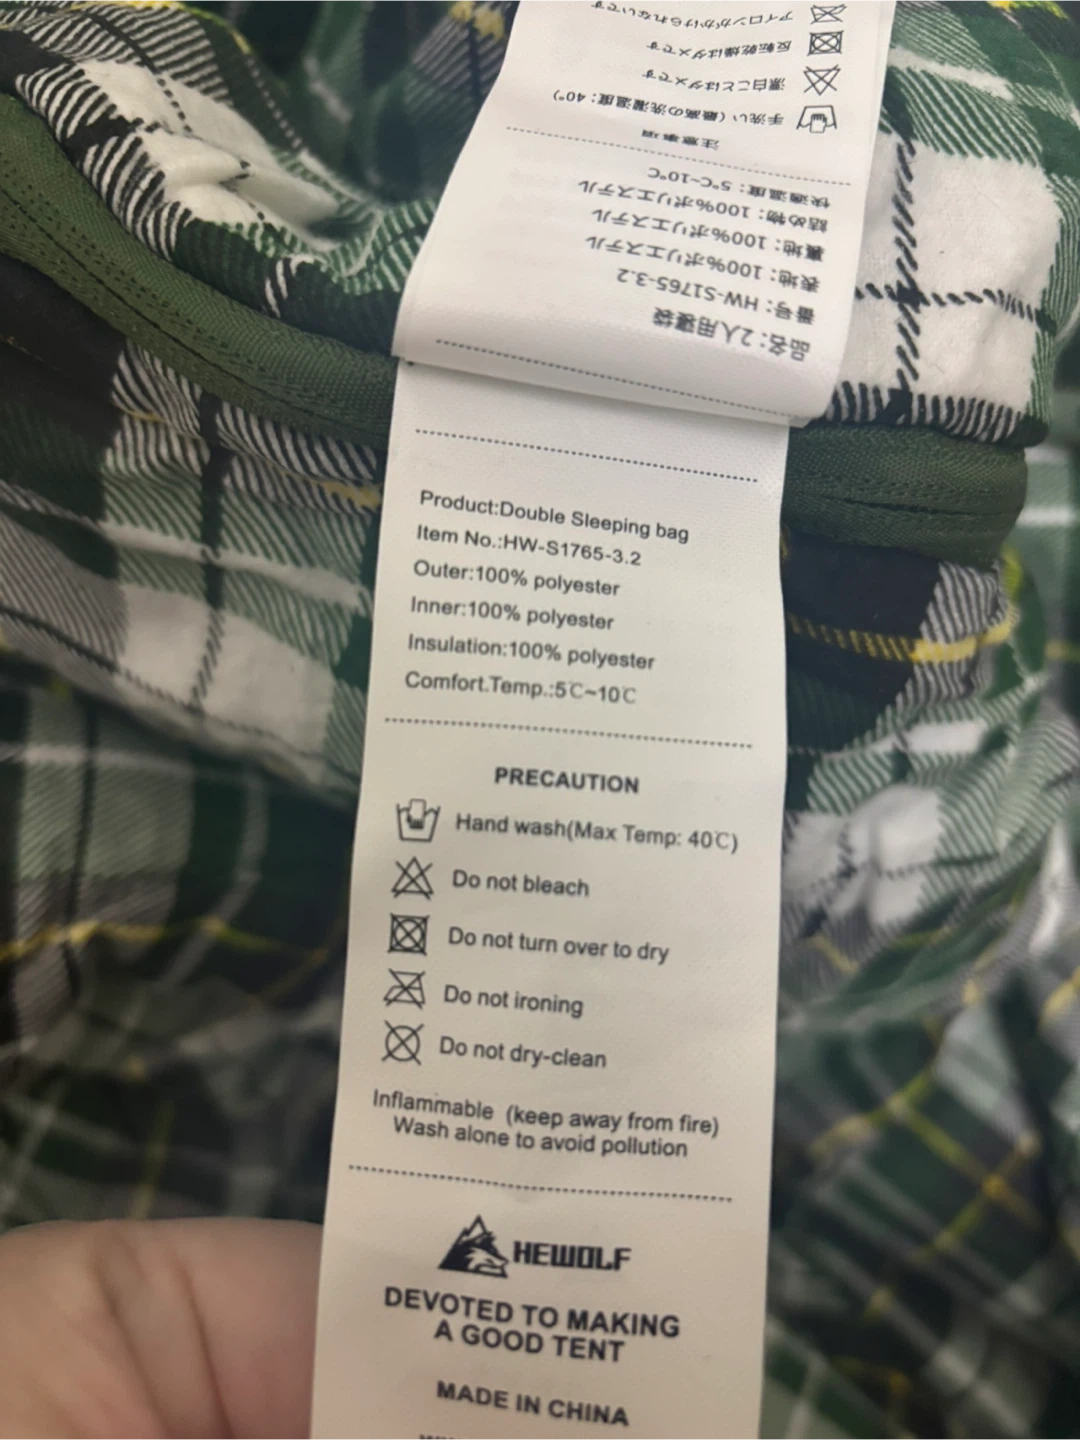 アイロンがかけられないです
反転乾燥はダメです
漂白ことはダメです
手洗い（最高の洗濯温度：40°)
注意事項
快適温度：5℃~10℃
詰め物：100%ポリエステル
裏地：100%ポリエステル
表地：100%ポリエステル
番号：HW-S1765-3.2
品名：2人用寝袋
Product:Double Sleeping bag
Item No.:HW-S1765-3.2
Outer:100% polyester
Inner:100% polyester
Insulation:100% polyester
Comfort.Temp.:5℃~10℃
PRECAUTION
Hand wash(Max Temp: 40℃)
Do not bleach
Do not turn over to dry
Do not ironing
Do not dry-clean
Inflammable (keep away from fire)
Wash alone to avoid pollution
HEWOLF
DEVOTED TO MAKING
A GOOD TENT
MADE IN CHINA